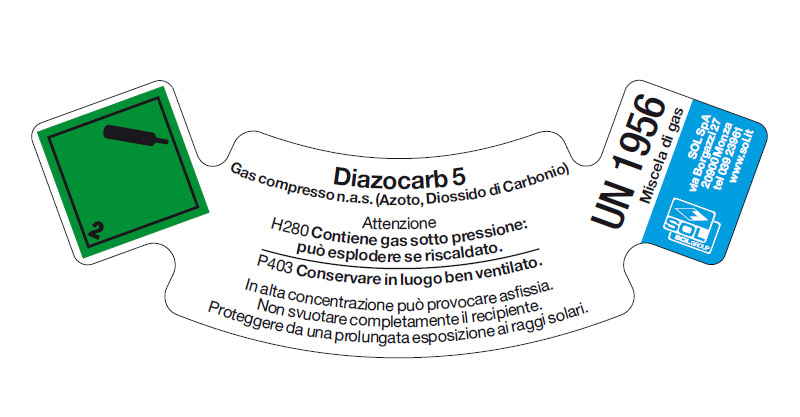 2
Diazocarb 5
Gas compresso n.a.s. (Azoto, Diossido di Carbonio)
Attenzione
H280 Contiene gas sotto pressione:
può esplodere se riscaldato.
P403 Conservare in luogo ben ventilato.
In alta concentrazione può provocare asfissia.
Non svuotare completamente il recipiente.
Proteggere da una prolungata esposizione ai raggi solari.
UN 1956
Miscela di gas
SOL SpA
via Borgazzi 27
20900 Monza
tel 039 23961
www.sol.it
SOL
SOLGROUP